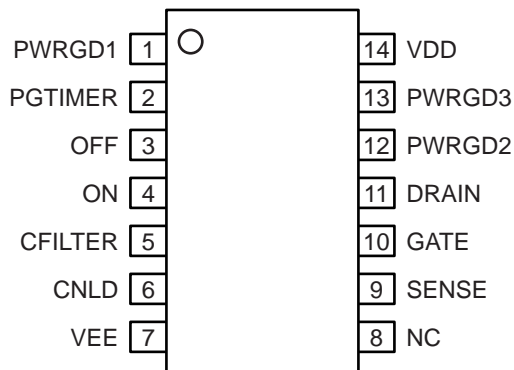 PWRGD1 1 14 VDD
PGTIMER 2 13 PWRGD3
OFF 3 12 PWRGD2
ON 4 11 DRAIN
CFILTER 5 10 GATE
CNLD 6 9 SENSE
VEE 7 8 NC